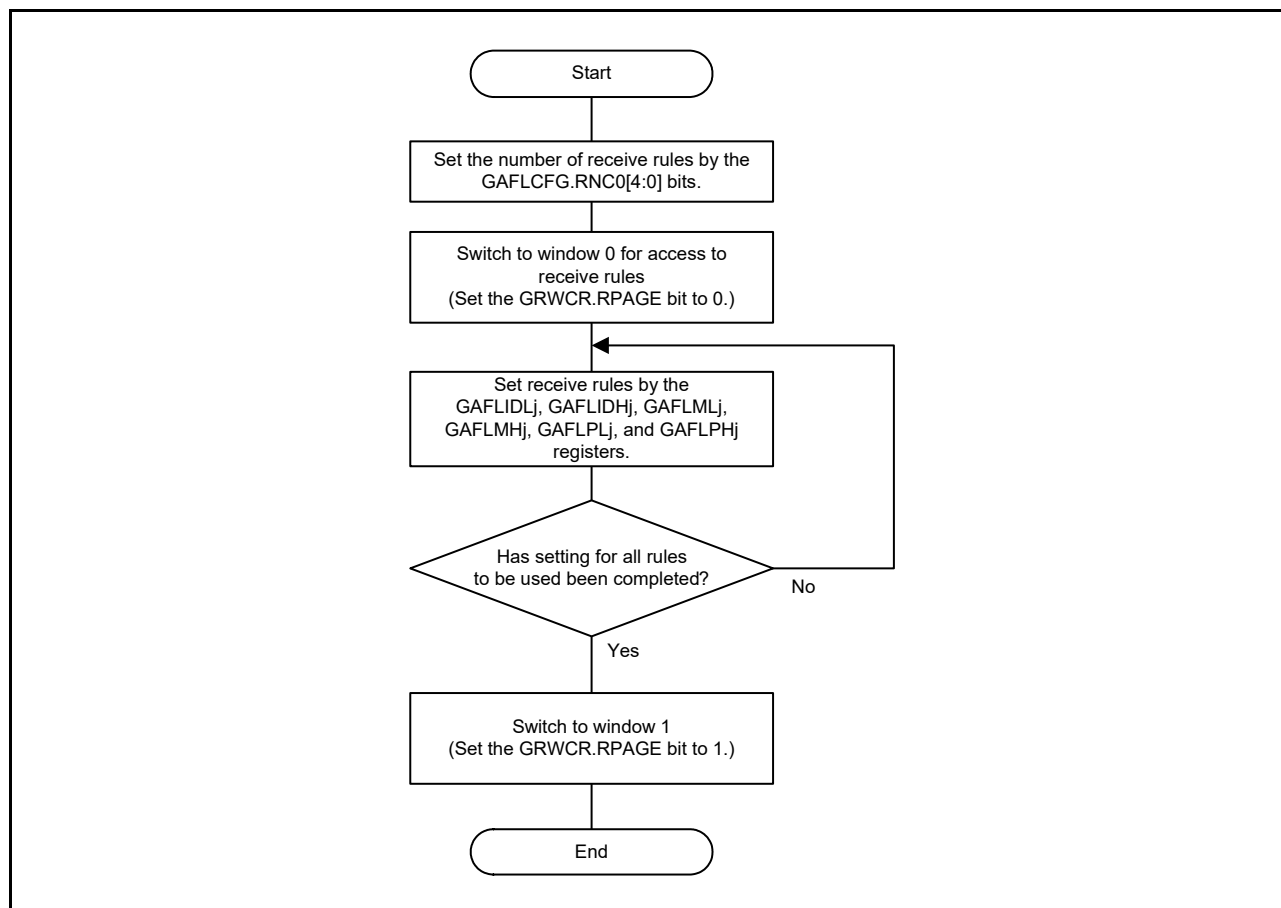 Start
Set the number of receive rules by the
GAFLCFG.RNC0[4:0] bits.
Switch to window 0 for access to
receive rules
(Set the GRWCR.RPAGE bit to 0.)
Set receive rules by the
GAFLIDLj, GAFLIDHj, GAFLMLj,
GAFLMHj, GAFLPLj, and GAFLPHj
registers.
Has setting for all rules
to be used been completed?
No
Yes
Switch to window 1
(Set the GRWCR.RPAGE bit to 1.)
End